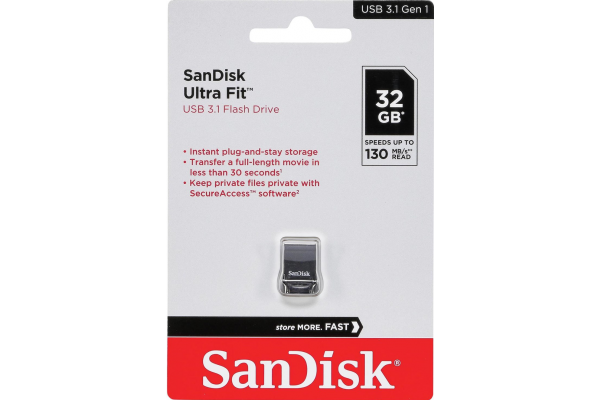 USB 3.1 Gen 1
SanDisk
Ultra Fit™
USB 3.1 Flash Drive
32
GB*
SPEEDS UP TO
130 MB/s**
READ
• Instant plug-and-stay storage
• Transfer a full-length movie in
less than 30 seconds¹
• Keep private files private with
SecureAccess™ software²
SanDisk
store MORE. FAST
SanDisk®